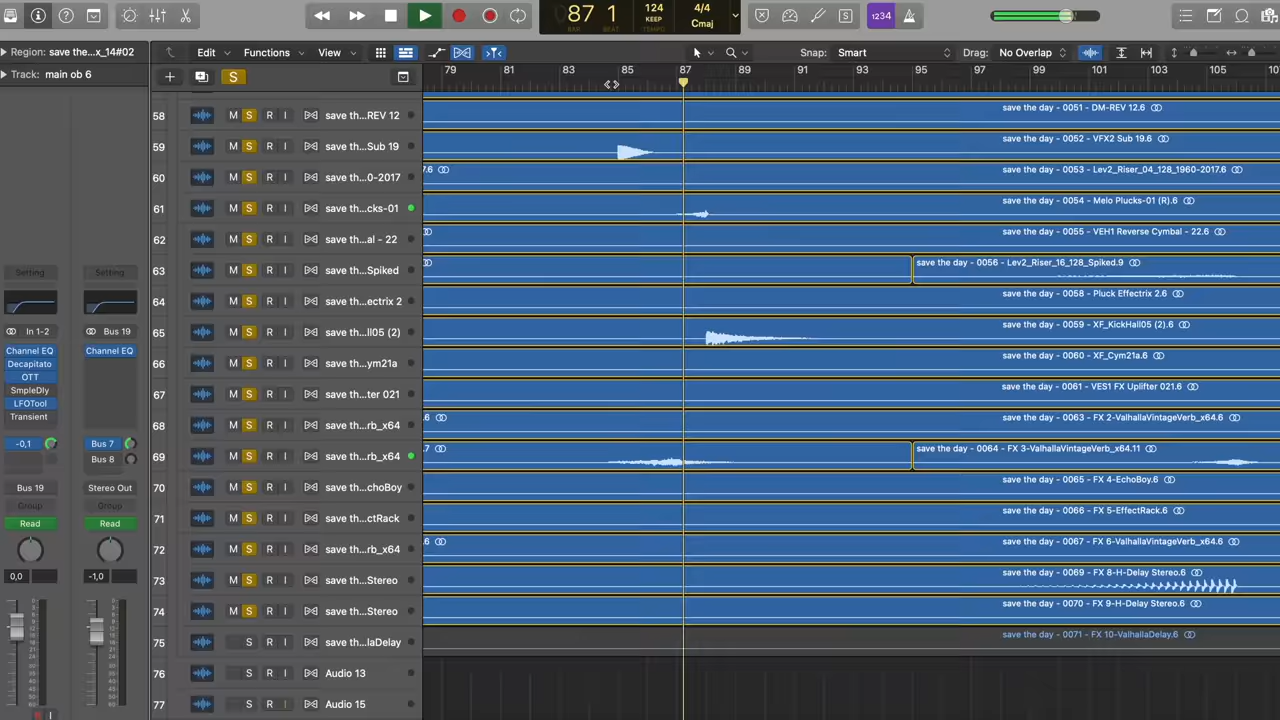 87 1
BAR BEAT
124
KEEP
TEMPO
4/4
Cmaj
1234
Region: save the…x_14#02
Track: main ob 6
Edit Functions View
Snap: Smart
Drag: No Overlap
S
79 81 83 85 87 89 91 93 95 97 99 101 103 105 107
58 M S R I save th...REV 12
save the day - 0051 - DM-REV 12.6
59 M S R I save th...Sub 19
save the day - 0052 - VFX2 Sub 19.6
60 M S R I save th...0-2017
7.6
save the day - 0053 - Lev2_Riser_04_128_1960-2017.6
61 M S R I save th...cks-01
save the day - 0054 - Melo Plucks-01 (R).6
62 M S R I save th...al - 22
save the day - 0055 - VEH1 Reverse Cymbal - 22.6
63 M S R I save th...Spiked
save the day - 0056 - Lev2_Riser_16_128_Spiked.9
64 M S R I save th...ectrix 2
save the day - 0058 - Pluck Effectrix 2.6
65 M S R I save th...ll05 (2)
save the day - 0059 - XF_KickHall05 (2).6
66 M S R I save th...ym21a
save the day - 0060 - XF_Cym21a.6
67 M S R I save th...ter 021
save the day - 0061 - VES1 FX Uplifter 021.6
68 M S R I save th...rb_x64
.6
save the day - 0063 - FX 2-ValhallaVintageVerb_x64.6
69 M S R I save th...rb_x64
.7
save the day - 0064 - FX 3-ValhallaVintageVerb_x64.11
70 M S R I save th...choBoy
save the day - 0065 - FX 4-EchoBoy.6
71 M S R I save th...ctRack
save the day - 0066 - FX 5-EffectRack.6
72 M S R I save th...rb_x64
.6
save the day - 0067 - FX 6-ValhallaVintageVerb_x64.6
73 M S R I save th...Stereo
save the day - 0069 - FX 8-H-Delay Stereo.6
74 M S R I save th...Stereo
save the day - 0070 - FX 9-H-Delay Stereo.6
75 S R I save th...laDelay
save the day - 0071 - FX 10-ValhallaDelay.6
76 S R I Audio 13
77 S R I Audio 15
Setting Setting
In 1-2 Bus 19
Channel EQ Channel EQ
Decapitato
OTT
SmpleDly
LFOTool
Transient
-0,1 Bus 7
Bus 8
Bus 19 Stereo Out
Group Group
Read Read
0,0 -1,0